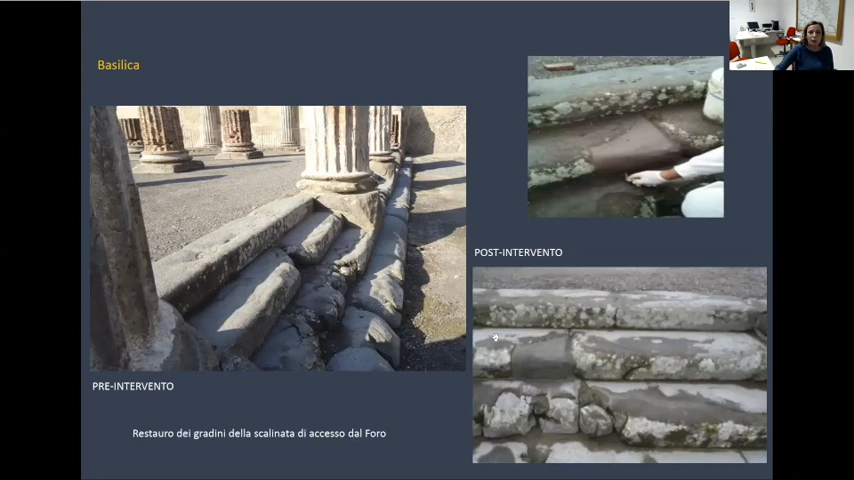 Basilica
POST-INTERVENTO
PRE-INTERVENTO
Restauro dei gradini della scalinata di accesso dal Foro